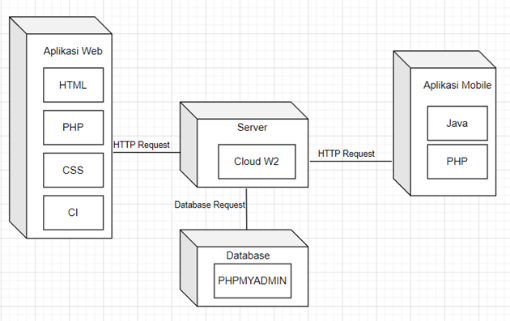 Aplikasi Web
HTML
PHP
CSS
CI
HTTP Request
Server
Cloud W2
HTTP Request
Aplikasi Mobile
Java
PHP
Database Request
Database
PHPMYADMIN